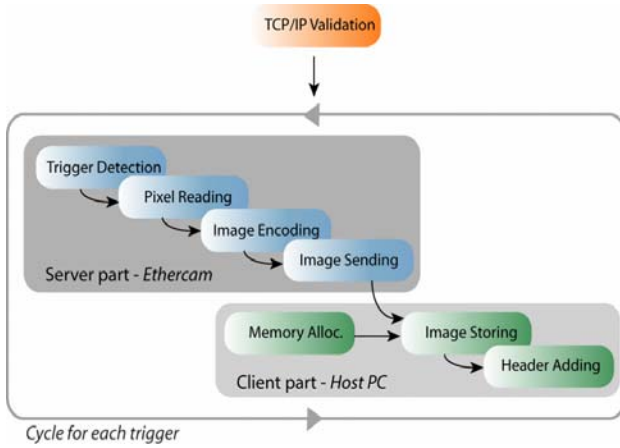 TCP/IP Validation
Trigger Detection
Pixel Reading
Image Encoding
Image Sending
Server part - Ethercam
Memory Alloc.
Image Storing
Header Adding
Client part - Host PC
Cycle for each trigger